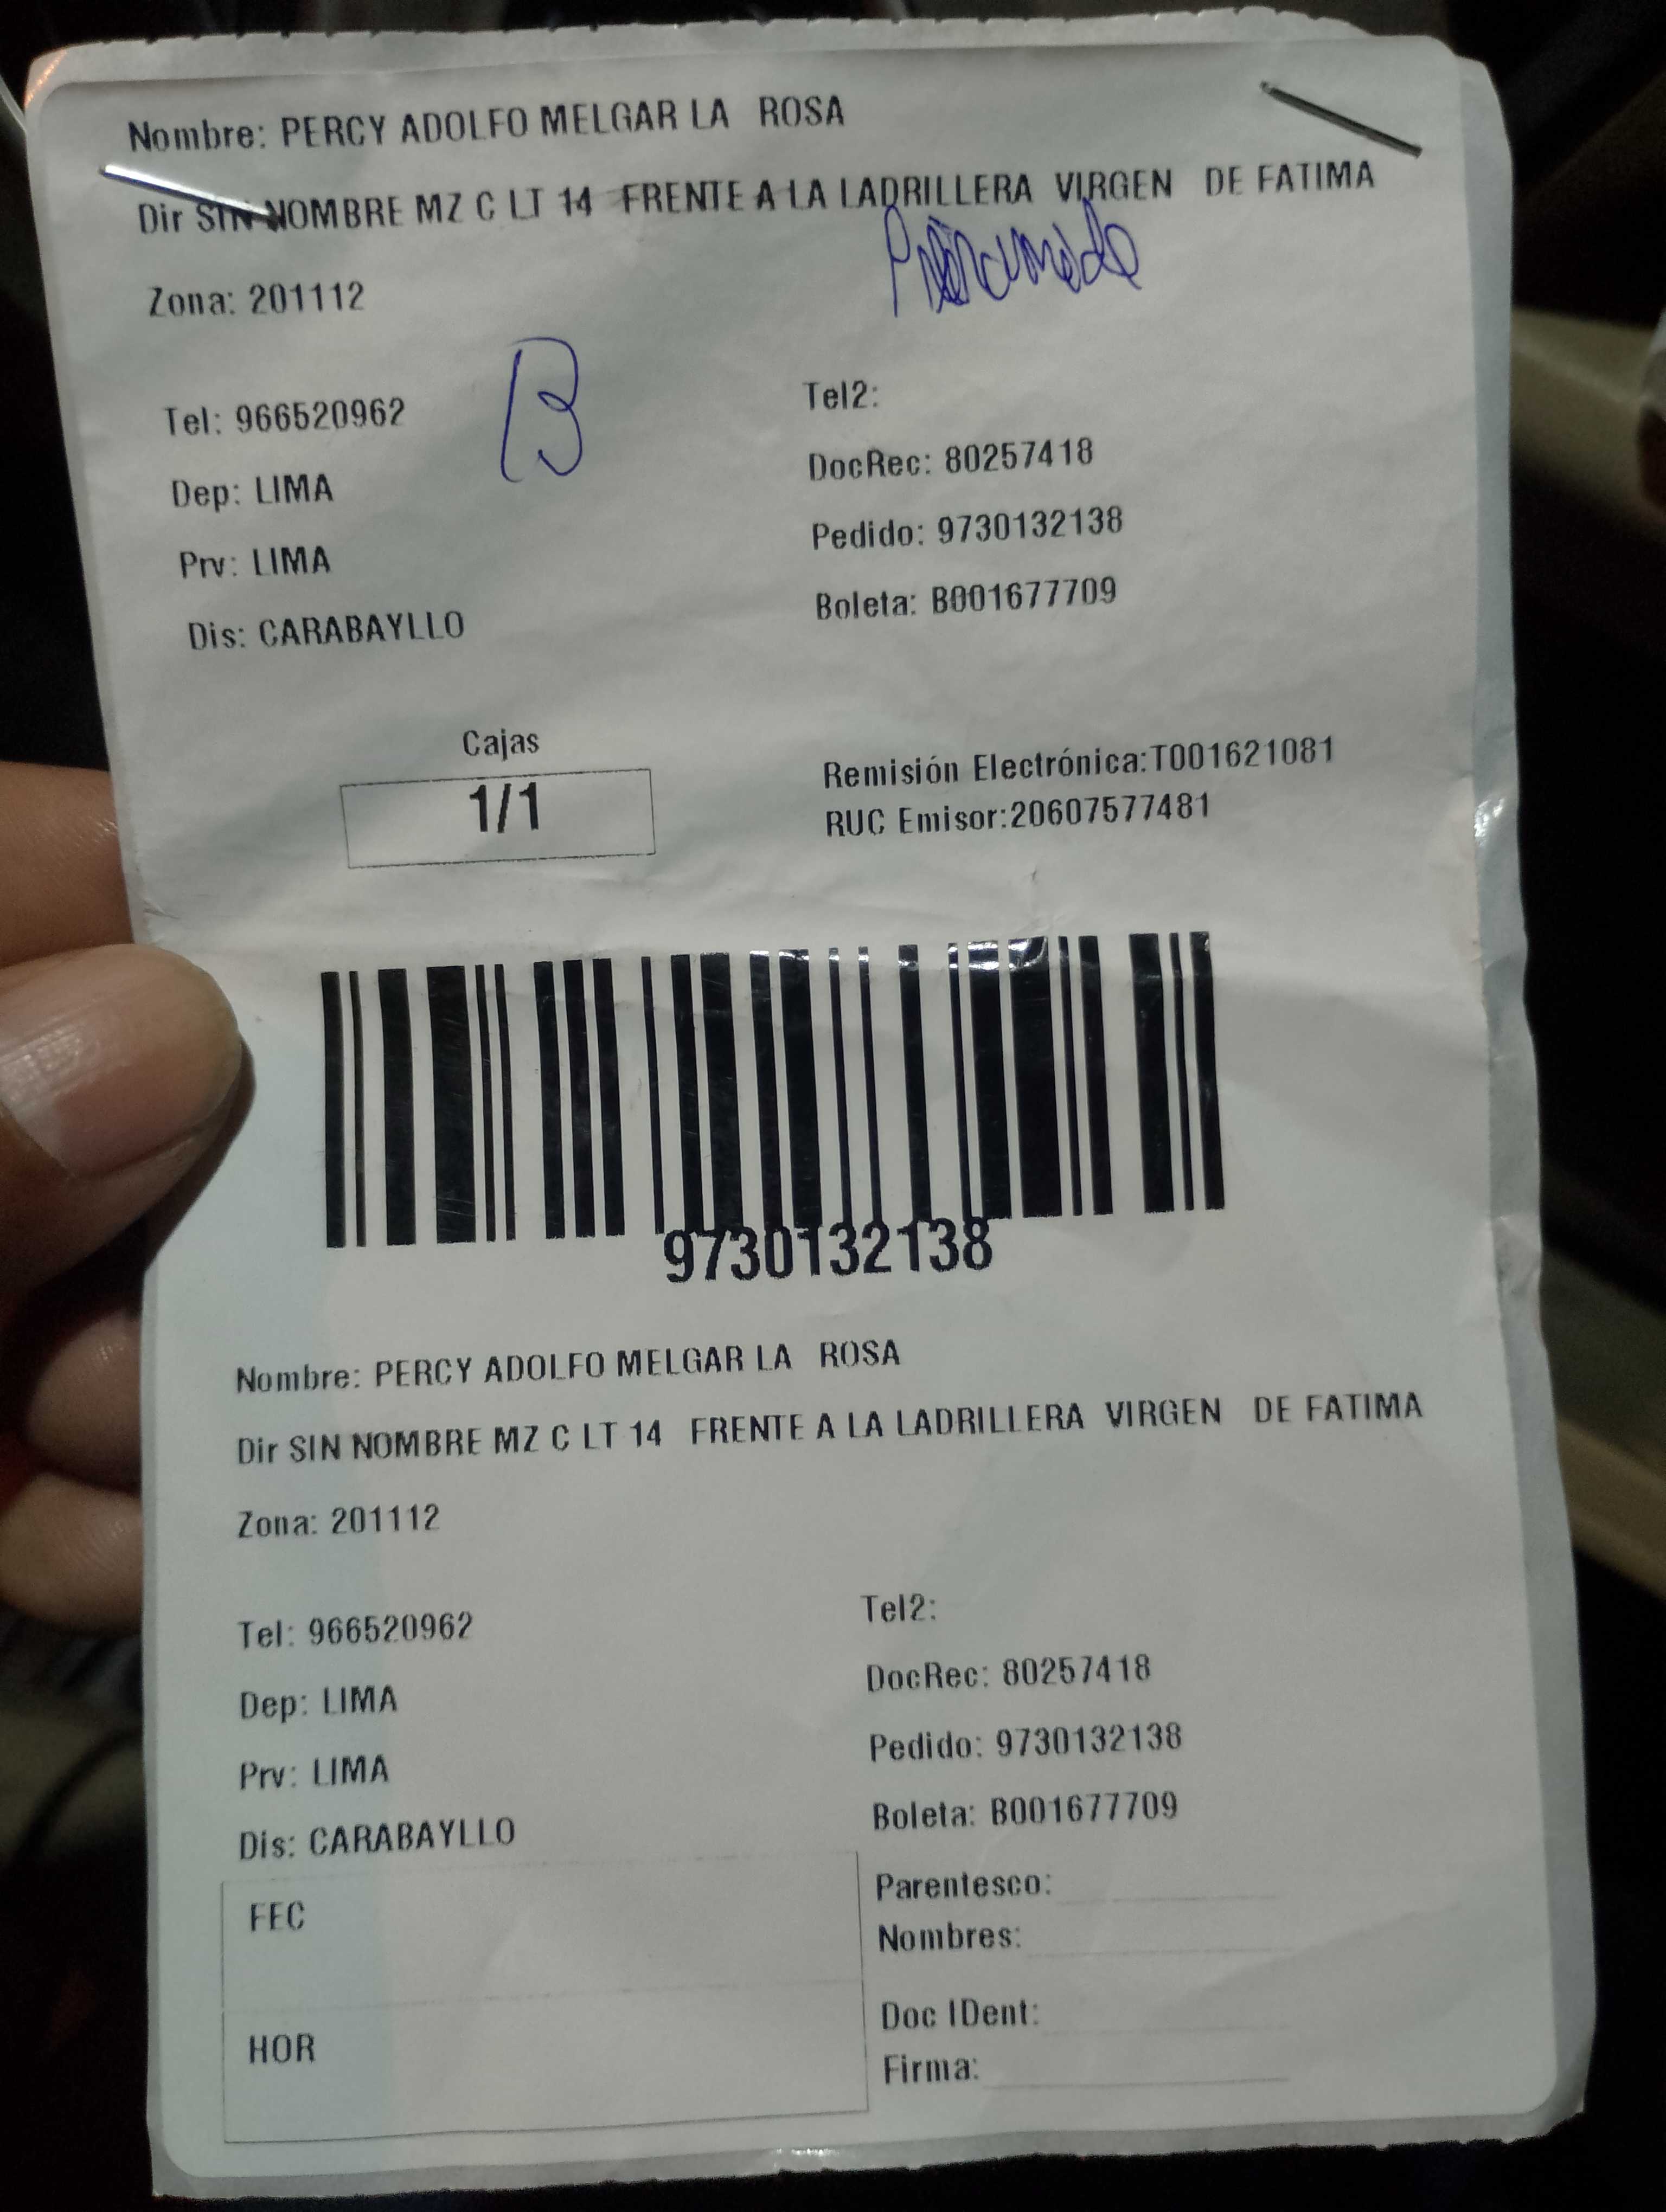 Nombre: PERCY ADOLFO MELGAR LA ROSA
Dir SIN NOMBRE MZ C LT 14 FRENTE A LA LADRILLERA VIRGEN DE FATIMA
Zona: 201112
B
Tel: 966520962
Tel2:
DocRec: 80257418
Dep: LIMA
Pedido: 9730132138
Prv: LIMA
Boleta: B001677709
Dis: CARABAYLLO
Cajas
1/1
Remisión Electrónica:T001621081
RUC Emisor:20607577481
9730132138
Nombre: PERCY ADOLFO MELGAR LA ROSA
Dir SIN NOMBRE MZ C LT 14 FRENTE A LA LADRILLERA VIRGEN DE FATIMA
Zona: 201112
Tel: 966520962
Tel2:
DocRec: 80257418
Dep: LIMA
Pedido: 9730132138
Prv: LIMA
Boleta: B001677709
Dis: CARABAYLLO
FEC
Parentesco:
Nombres:
HOR
Doc IDent:
Firma: